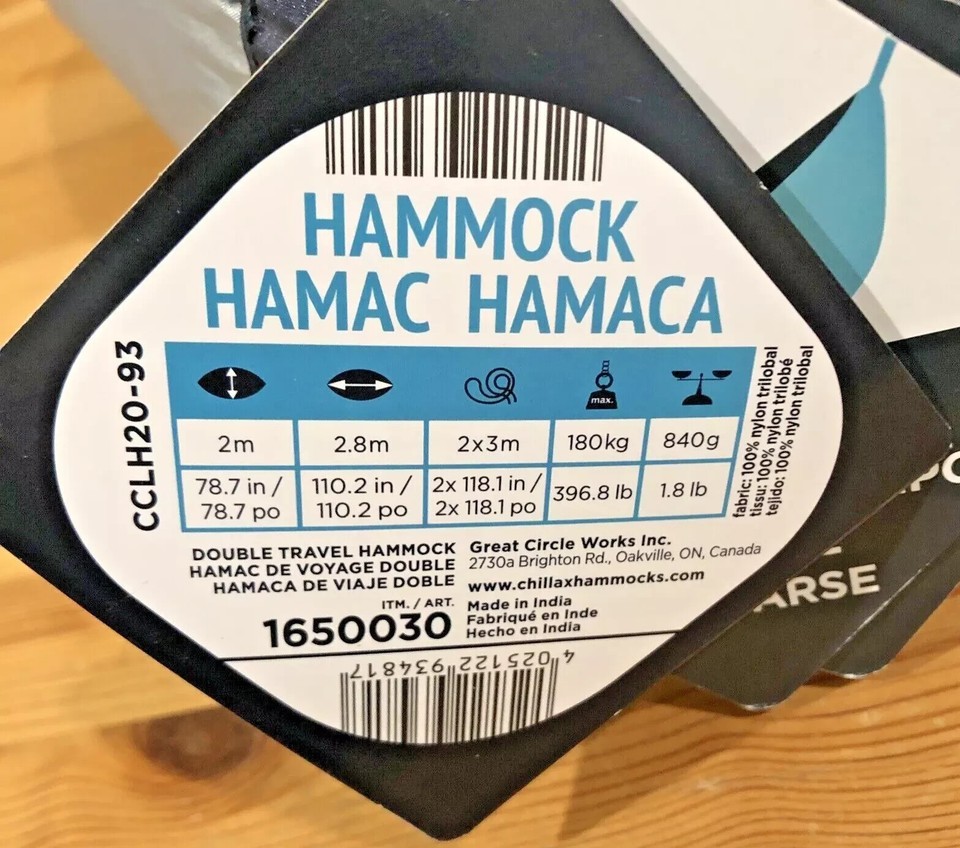 HAMMOCK
HAMAC HAMACA
CCLH20-93
max.
2m 2.8m 2x3m 180kg 840g
78.7 in / 110.2 in / 2x 118.1 in / 396.8 lb 1.8 lb
78.7 po 110.2 po 2x 118.1 po
fabric: 100% nylon trilobal
tissu: 100% nylon trilobé
tejido: 100% nylon trilobal
DOUBLE TRAVEL HAMMOCK
HAMAC DE VOYAGE DOUBLE
HAMACA DE VIAJE DOBLE
ITM. / ART.
1650030
Great Circle Works Inc.
2730a Brighton Rd., Oakville, ON, Canada
www.chillaxhammocks.com
Made in India
Fabriqué en Inde
Hecho en India
4 025122 934817
ARSE